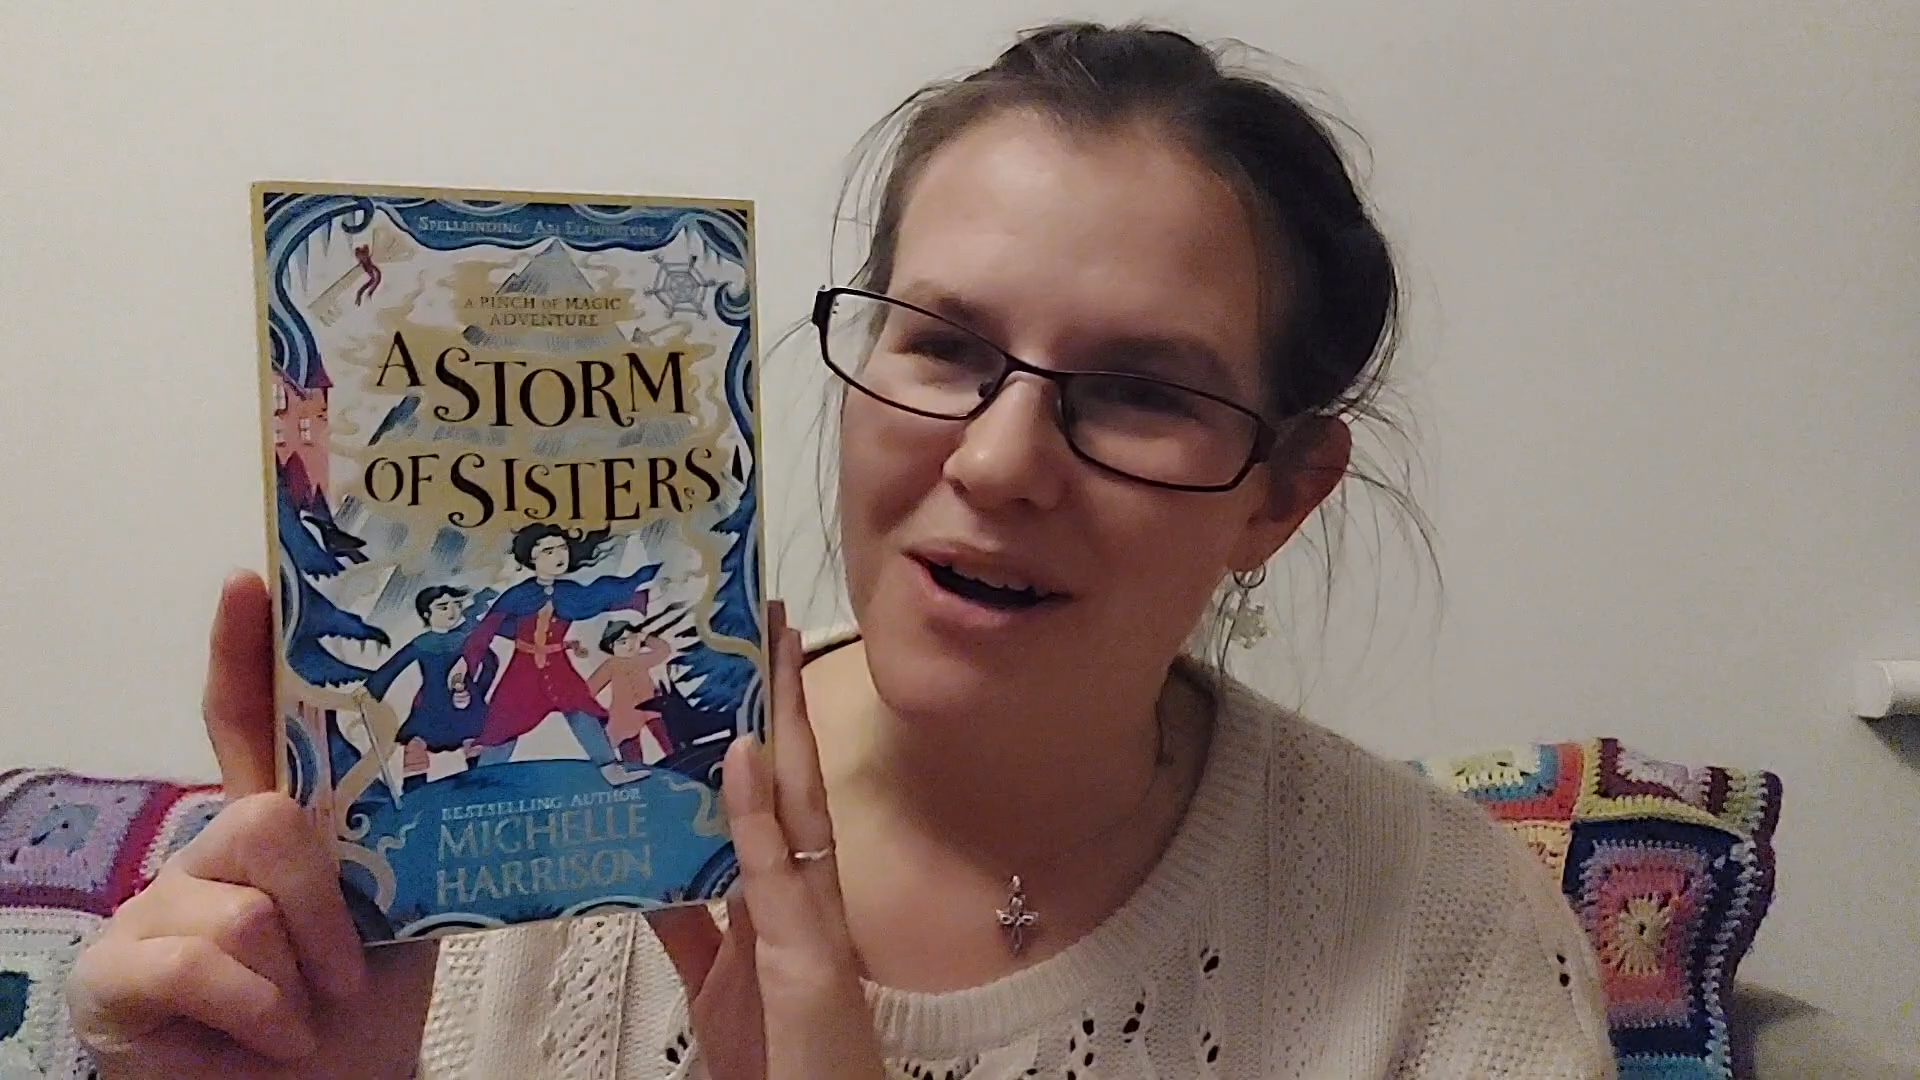 SPELLBINDING ABI ELPHINSTONE
A PINCH OF MAGIC
ADVENTURE
A STORM
OF SISTERS
BESTSELLING AUTHOR
MICHELLE
HARRISON